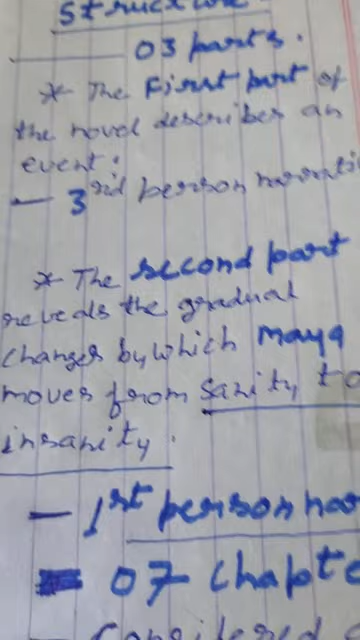 Structure
— 03 parts.
* The First part of
the novel describes an
event.
— 3rd person narrati
* The second part
reveals the gradual
changes by which Maya
moves from Sanity to
insanity.
— 1st person nar
07 chapte
Considered a